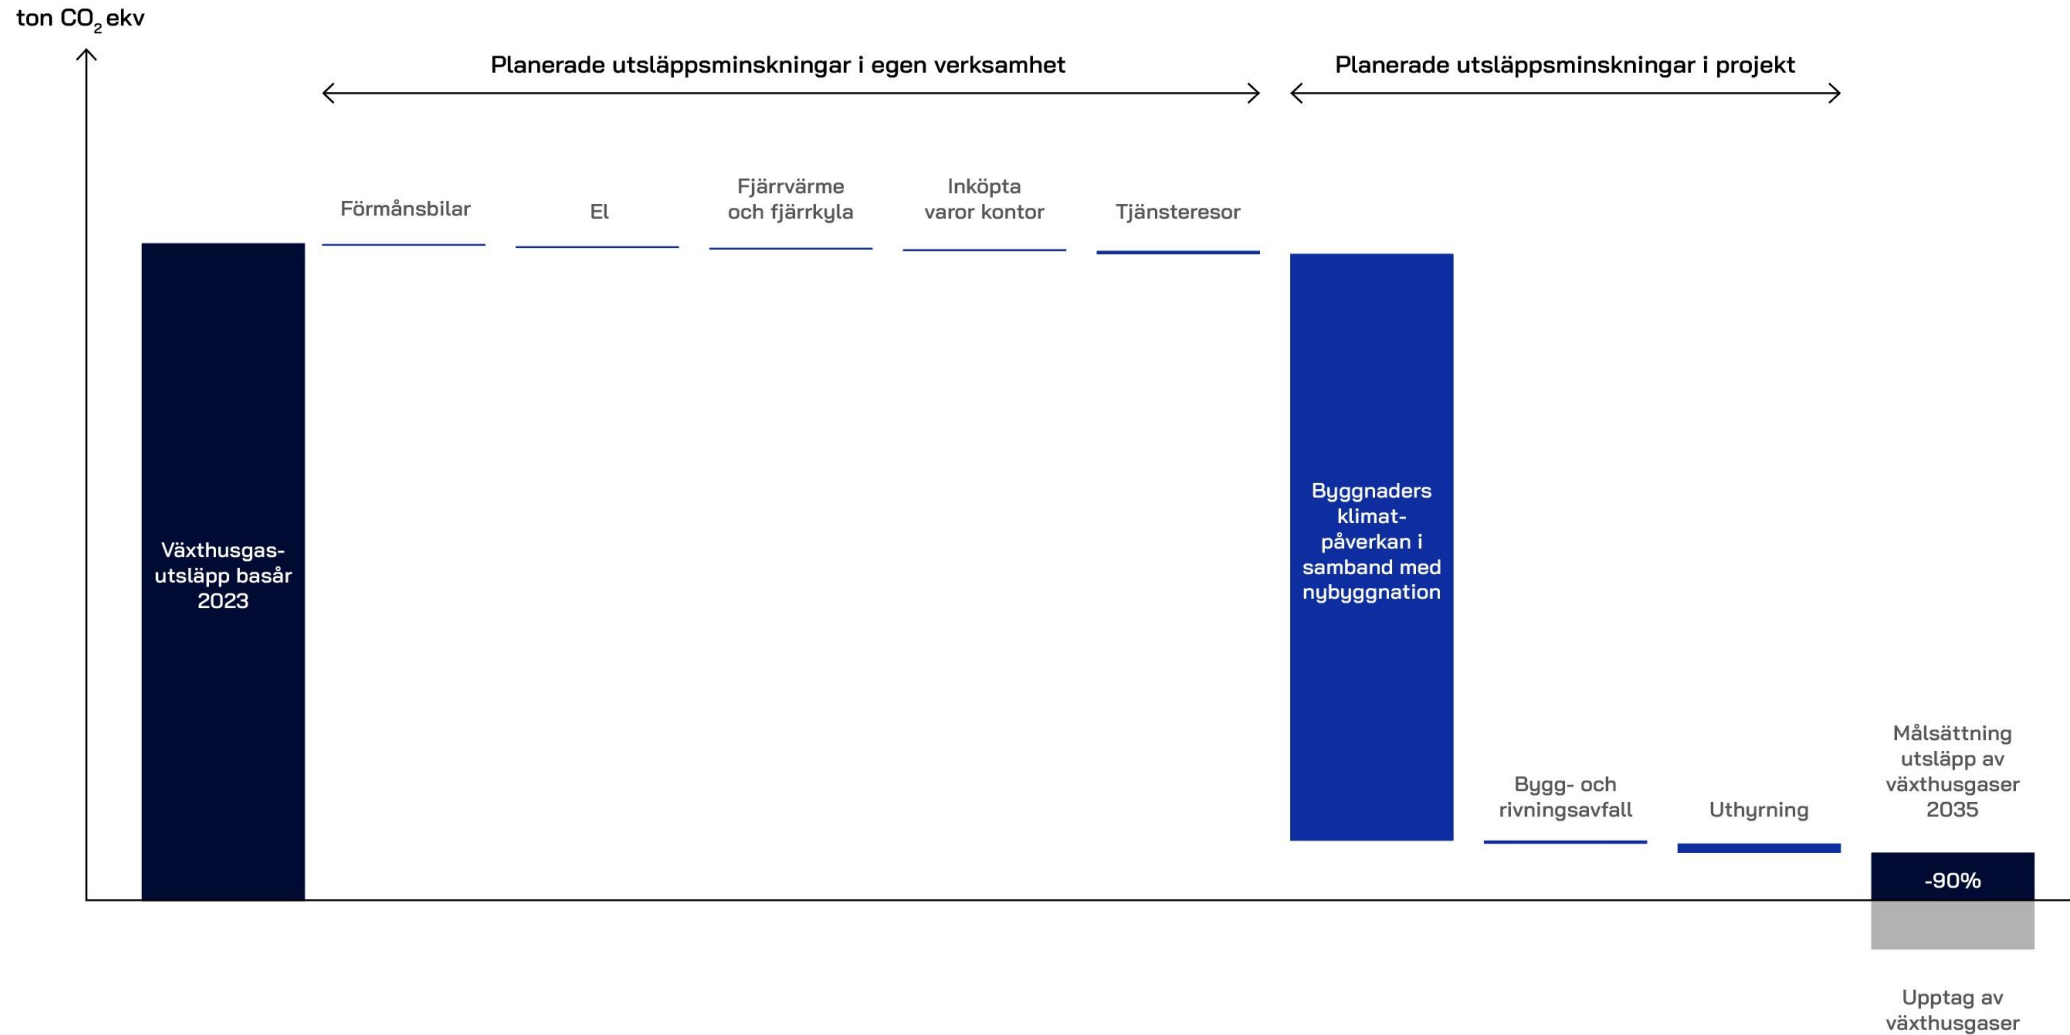 ton CO₂ ekv
Planerade utsläppsminskningar i egen verksamhet
Planerade utsläppsminskningar i projekt
Förmånsbilar
El
Fjärrvärme
och fjärrkyla
Inköpta
varor kontor
Tjänsteresor
Växthusgas-
utsläpp basår
2023
Byggnaders
klimat-
påverkan i
samband med
nybyggnation
Bygg- och
rivningsavfall
Uthyrning
Målsättning
utsläpp av
växthusgaser
2035
-90%
Upptag av
växthusgaser